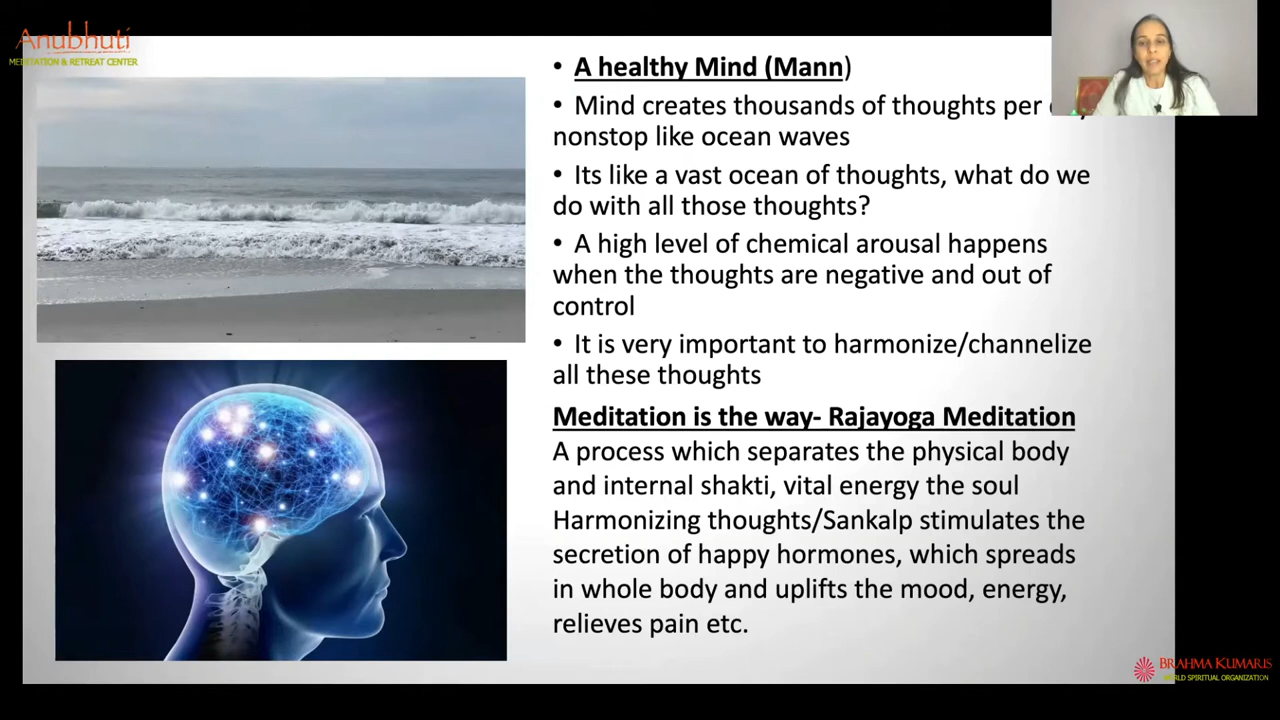 Anubhuti
MEDITATION & RETREAT CENTER
• A healthy Mind (Mann)
• Mind creates thousands of thoughts per
nonstop like ocean waves
• Its like a vast ocean of thoughts, what do we
do with all those thoughts?
• A high level of chemical arousal happens
when the thoughts are negative and out of
control
• It is very important to harmonize/channelize
all these thoughts
Meditation is the way- Rajayoga Meditation
A process which separates the physical body
and internal shakti, vital energy the soul
Harmonizing thoughts/Sankalp stimulates the
secretion of happy hormones, which spreads
in whole body and uplifts the mood, energy,
relieves pain etc.
BRAHMA KUMARIS
WORLD SPIRITUAL ORGANIZATION